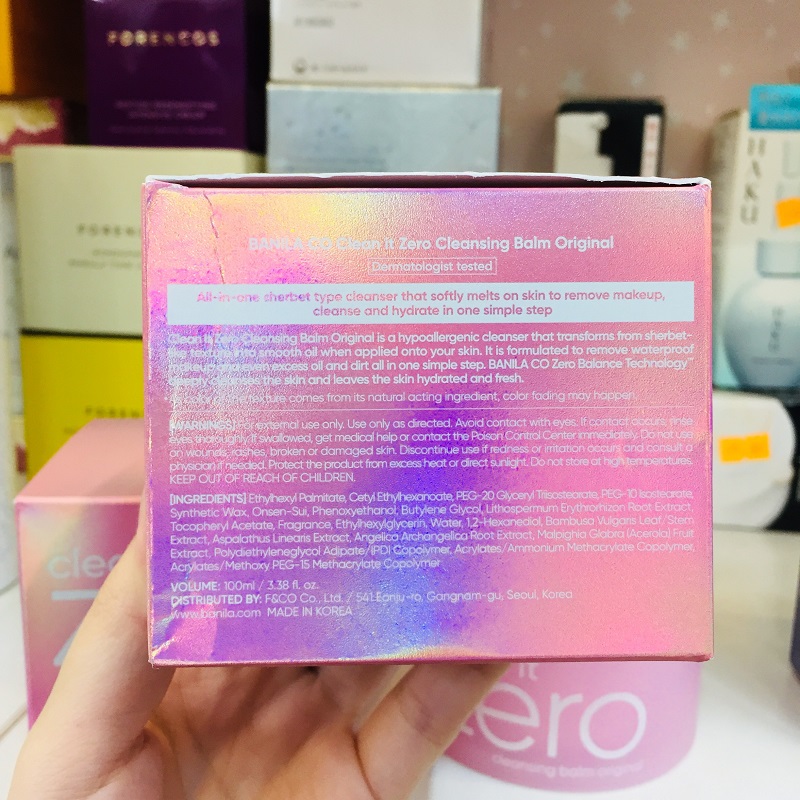 FORENCOS
BANILA CO Clean it Zero Cleansing Balm Original
Dermatologist tested
All-in-one sherbet type cleanser that softly melts on skin to remove makeup,
cleanse and hydrate in one simple step
Clean it Zero Cleansing Balm Original is a hypoallergenic cleanser that transforms from sherbet-
like texture into smooth oil when applied onto your skin. It is formulated to remove waterproof
makeup and even excess oil and dirt all in one simple step. BANILA CO Zero Balance Technology™
deeply cleanses the skin and leaves the skin hydrated and fresh.
*As color of the texture comes from its natural acting ingredient, color fading may happen.
[WARNINGS] For external use only. Use only as directed. Avoid contact with eyes. If contact occurs, rinse
eyes thoroughly. If swallowed, get medical help or contact the Poison Control Center immediately. Do not use
on wounds, rashes, broken or damaged skin. Discontinue use if redness or irritation occurs and consult a
physician if needed. Protect the product from excess heat or direct sunlight. Do not store at high temperatures.
KEEP OUT OF REACH OF CHILDREN.
[INGREDIENTS] Ethylhexyl Palmitate, Cetyl Ethylhexanoate, PEG-20 Glyceryl Triisostearate, PEG-10 Isostearate,
Synthetic Wax, Onsen-Sui, Phenoxyethanol, Butylene Glycol, Lithospermum Erythrorhizon Root Extract,
Tocopheryl Acetate, Fragrance, Ethylhexylglycerin, Water, 1,2-Hexanediol, Bambusa Vulgaris Leaf/Stem
Extract, Aspalathus Linearis Extract, Angelica Archangelica Root Extract, Malpighia Glabra (Acerola) Fruit
Extract, Polydiethyleneglycol Adipate/IPDI Copolymer, Acrylates/Ammonium Methacrylate Copolymer,
Acrylates/Methoxy PEG-15 Methacrylate Copolymer
VOLUME: 100ml / 3.38 fl. oz.
DISTRIBUTED BY: F&CO Co., Ltd. / 541 Eonju-ro, Gangnam-gu, Seoul, Korea
www.banila.com MADE IN KOREA
clea
it
zero
cleansing balm original